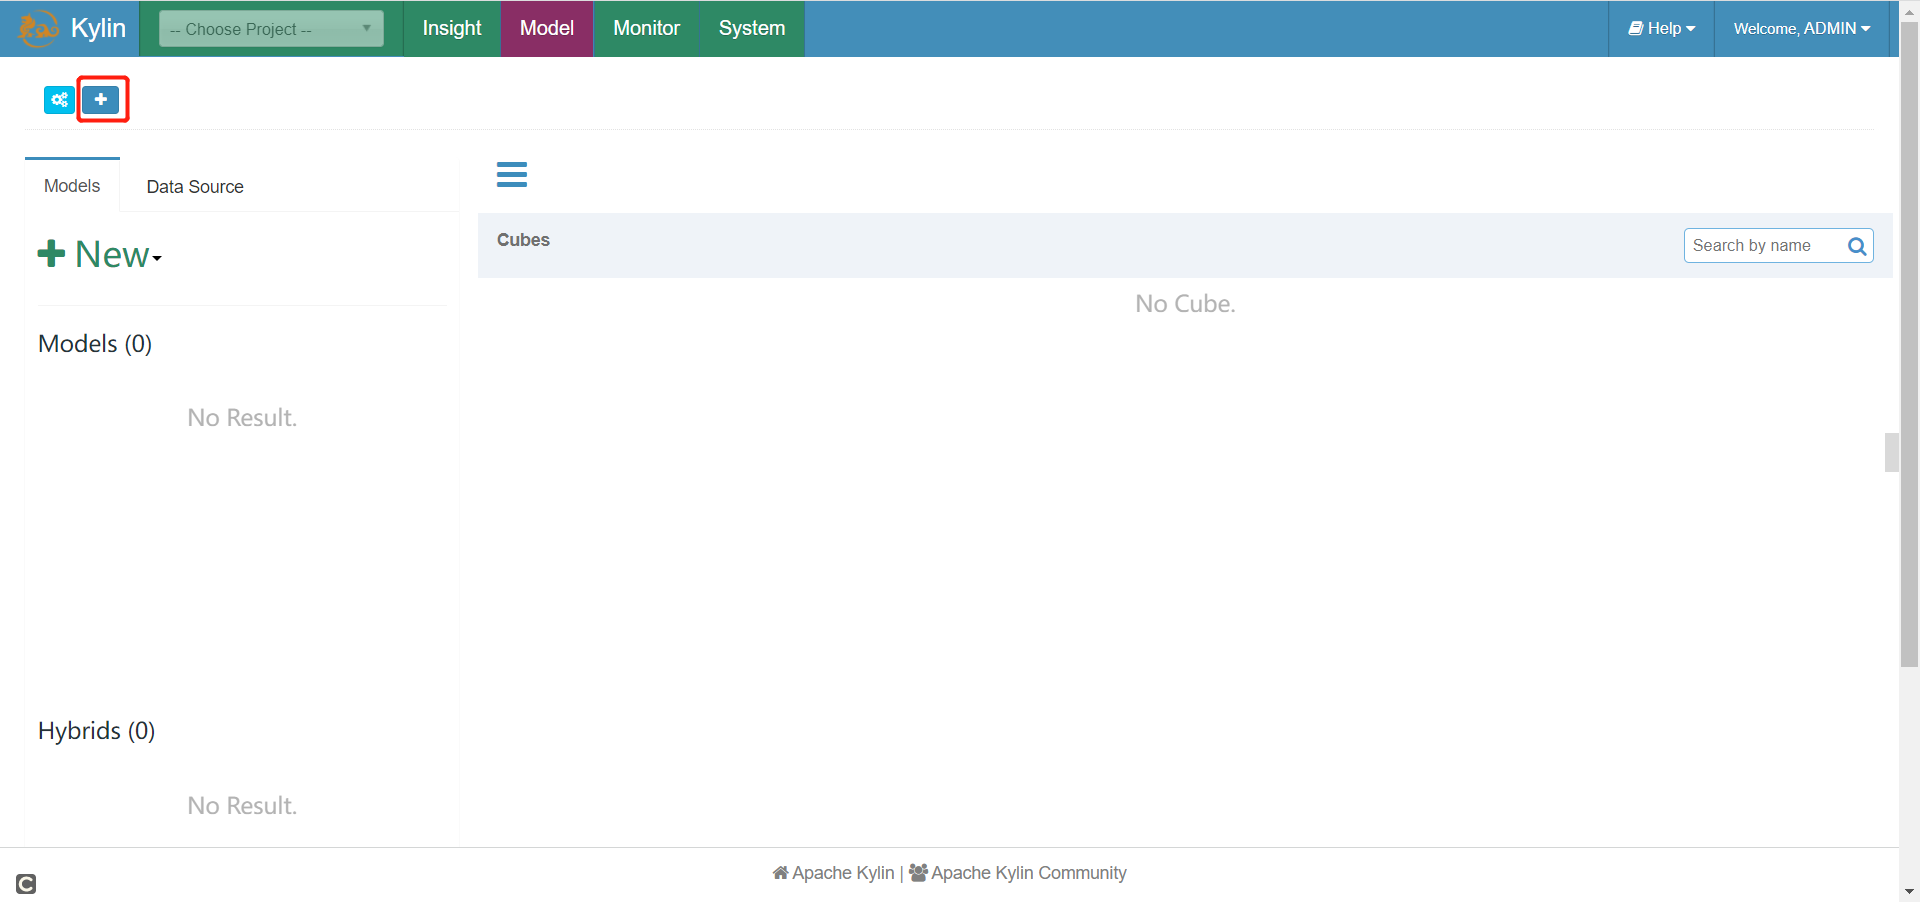 Kylin
-- Choose Project --
Insight
Model
Monitor
System
Help
Welcome, ADMIN
Models
Data Source
New
Cubes
Search by name
No Cube.
Models (0)
No Result.
Hybrids (0)
No Result.
Apache Kylin | Apache Kylin Community
C